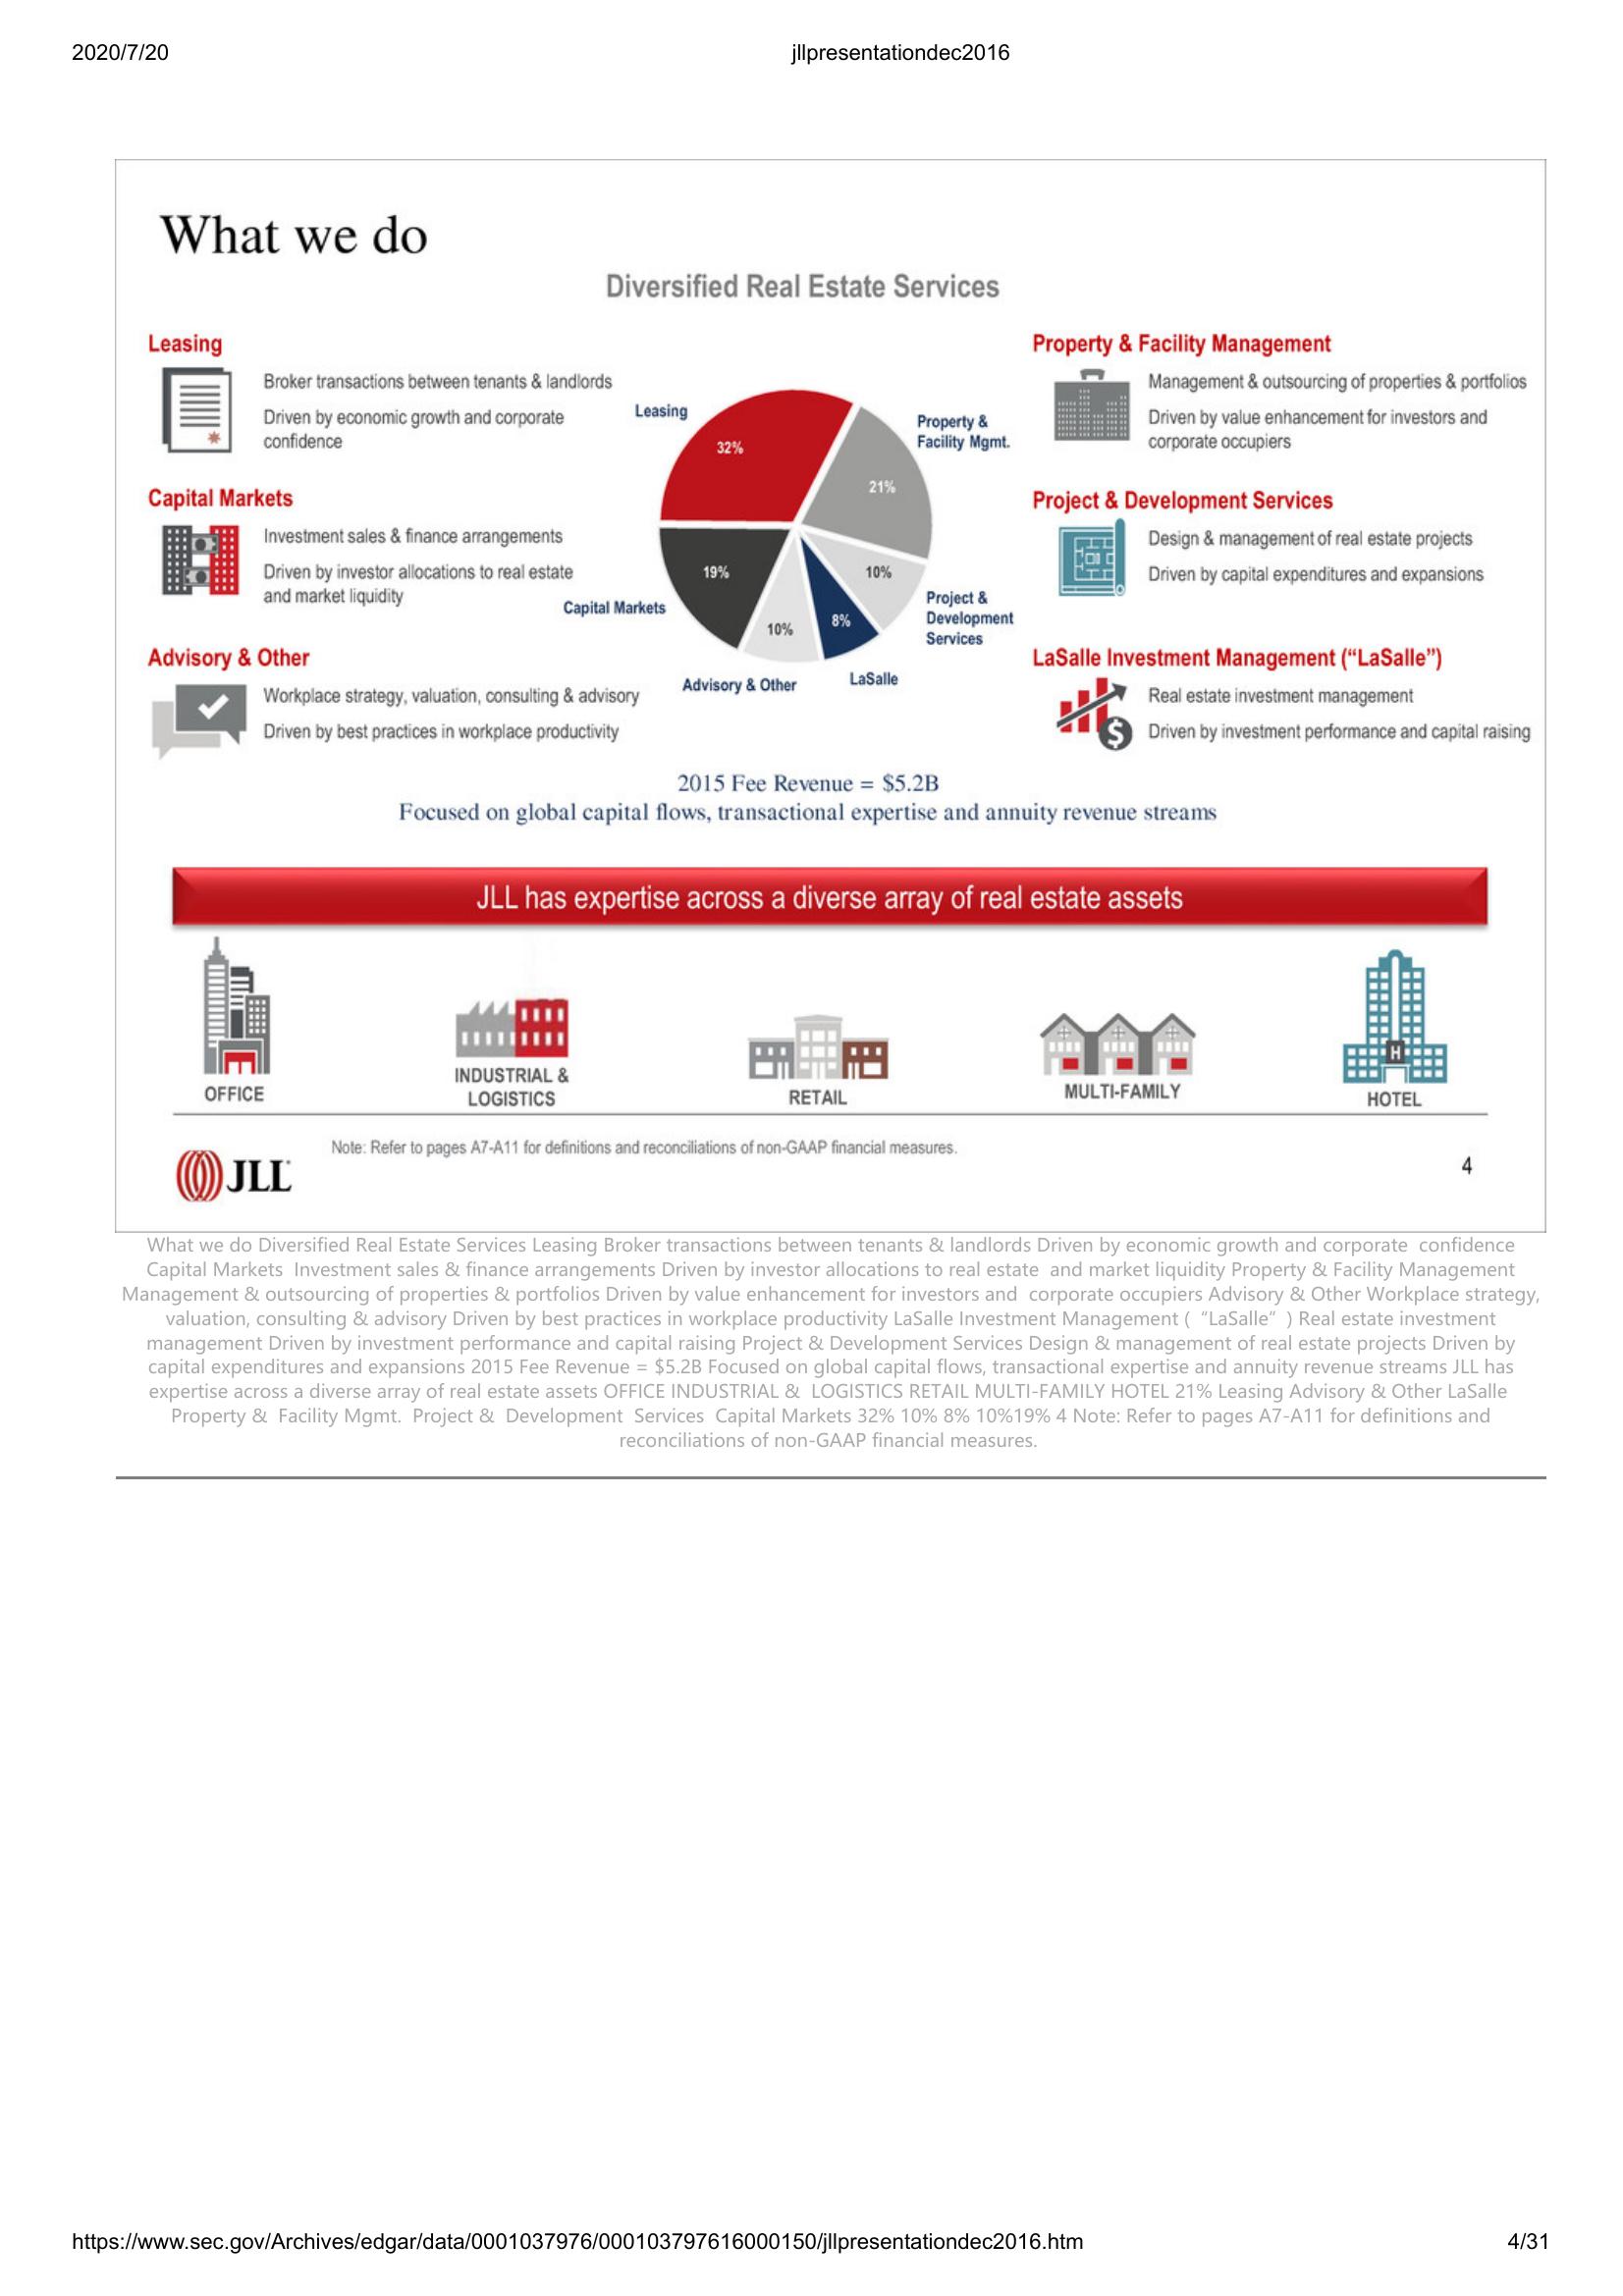 2020/7/20
jllpresentationdec2016
What we do
Diversified Real Estate Services
Leasing
Broker transactions between tenants & landlords
Driven by economic growth and corporate
confidence
Capital Markets
Investment sales & finance arrangements
Driven by investor allocations to real estate
and market liquidity
Advisory & Other
Workplace strategy, valuation, consulting & advisory
Driven by best practices in workplace productivity
Leasing
32%
Property &
Facility Mgmt.
21%
19%
Capital Markets
10%
Project &
Development
Services
8%
LaSalle
10%
Advisory & Other
Property & Facility Management
Management & outsourcing of properties & portfolios
Driven by value enhancement for investors and
corporate occupiers
Project & Development Services
Design & management of real estate projects
Driven by capital expenditures and expansions
LaSalle Investment Management (“LaSalle”)
Real estate investment management
Driven by investment performance and capital raising
$
2015 Fee Revenue = $5.2B
Focused on global capital flows, transactional expertise and annuity revenue streams
JLL has expertise across a diverse array of real estate assets
OFFICE
INDUSTRIAL &
LOGISTICS
RETAIL
MULTI-FAMILY
H
HOTEL
JLL
Note: Refer to pages A7-A11 for definitions and reconciliations of non-GAAP financial measures.
4
What we do Diversified Real Estate Services Leasing Broker transactions between tenants & landlords Driven by economic growth and corporate confidence
Capital Markets Investment sales & finance arrangements Driven by investor allocations to real estate and market liquidity Property & Facility Management
Management & outsourcing of properties & portfolios Driven by value enhancement for investors and corporate occupiers Advisory & Other Workplace strategy,
valuation, consulting & advisory Driven by best practices in workplace productivity LaSalle Investment Management ( “LaSalle” ) Real estate investment
management Driven by investment performance and capital raising Project & Development Services Design & management of real estate projects Driven by
capital expenditures and expansions 2015 Fee Revenue = $5.2B Focused on global capital flows, transactional expertise and annuity revenue streams JLL has
expertise across a diverse array of real estate assets OFFICE INDUSTRIAL & LOGISTICS RETAIL MULTI-FAMILY HOTEL 21% Leasing Advisory & Other LaSalle
Property & Facility Mgmt. Project & Development Services Capital Markets 32% 10% 8% 10%19% 4 Note: Refer to pages A7-A11 for definitions and
reconciliations of non-GAAP financial measures.
https://www.sec.gov/Archives/edgar/data/0001037976/000103797616000150/jllpresentationdec2016.htm
4/31